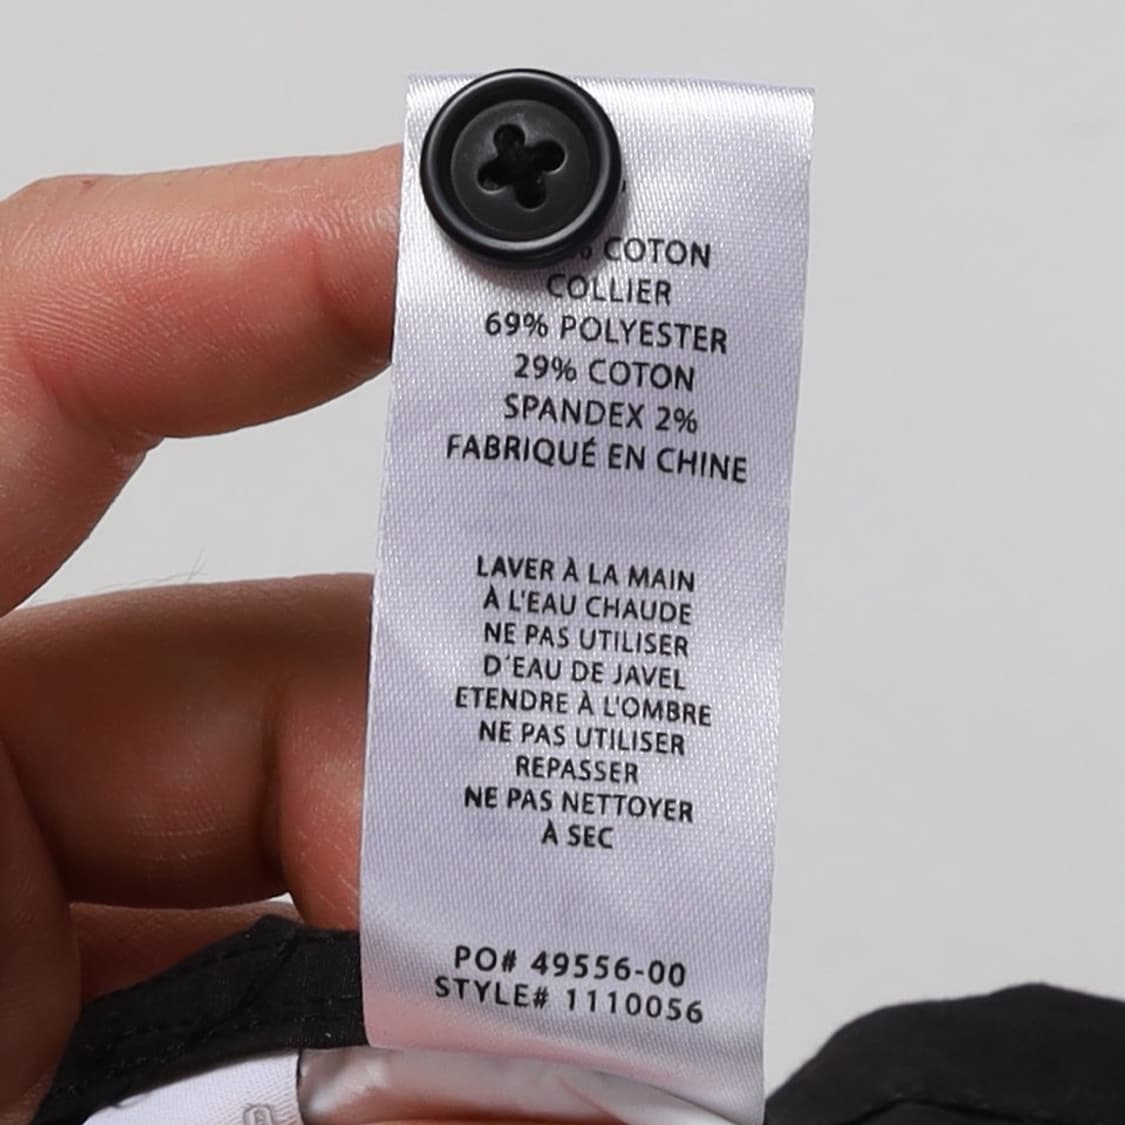 % COTON
COLLIER
69% POLYESTER
29% COTON
SPANDEX 2%
FABRIQUÉ EN CHINE
LAVER À LA MAIN
À L'EAU CHAUDE
NE PAS UTILISER
D'EAU DE JAVEL
ETENDRE À L'OMBRE
NE PAS UTILISER
REPASSER
NE PAS NETTOYER
À SEC
PO# 49556-00
STYLE# 1110056